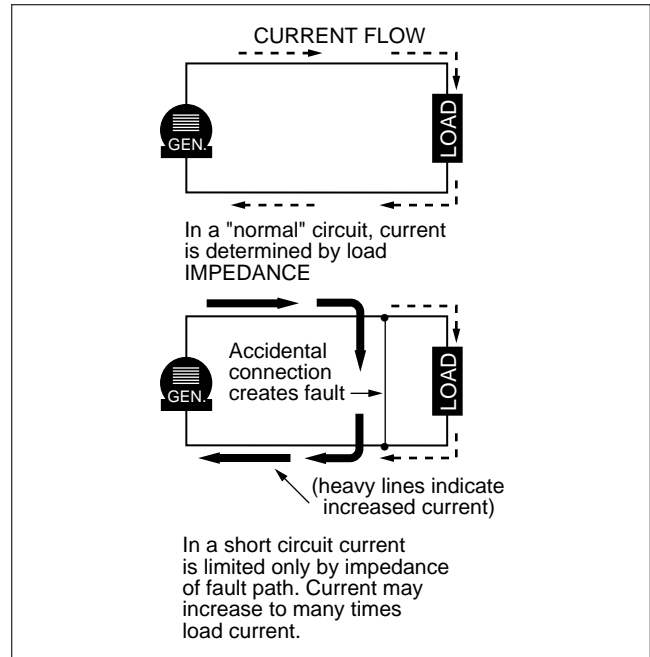 CURRENT FLOW
GEN.
LOAD
In a "normal" circuit, current
is determined by load
IMPEDANCE
Accidental
connection
creates fault
GEN.
LOAD
(heavy lines indicate
increased current)
In a short circuit current
is limited only by impedance
of fault path. Current may
increase to many times
load current.